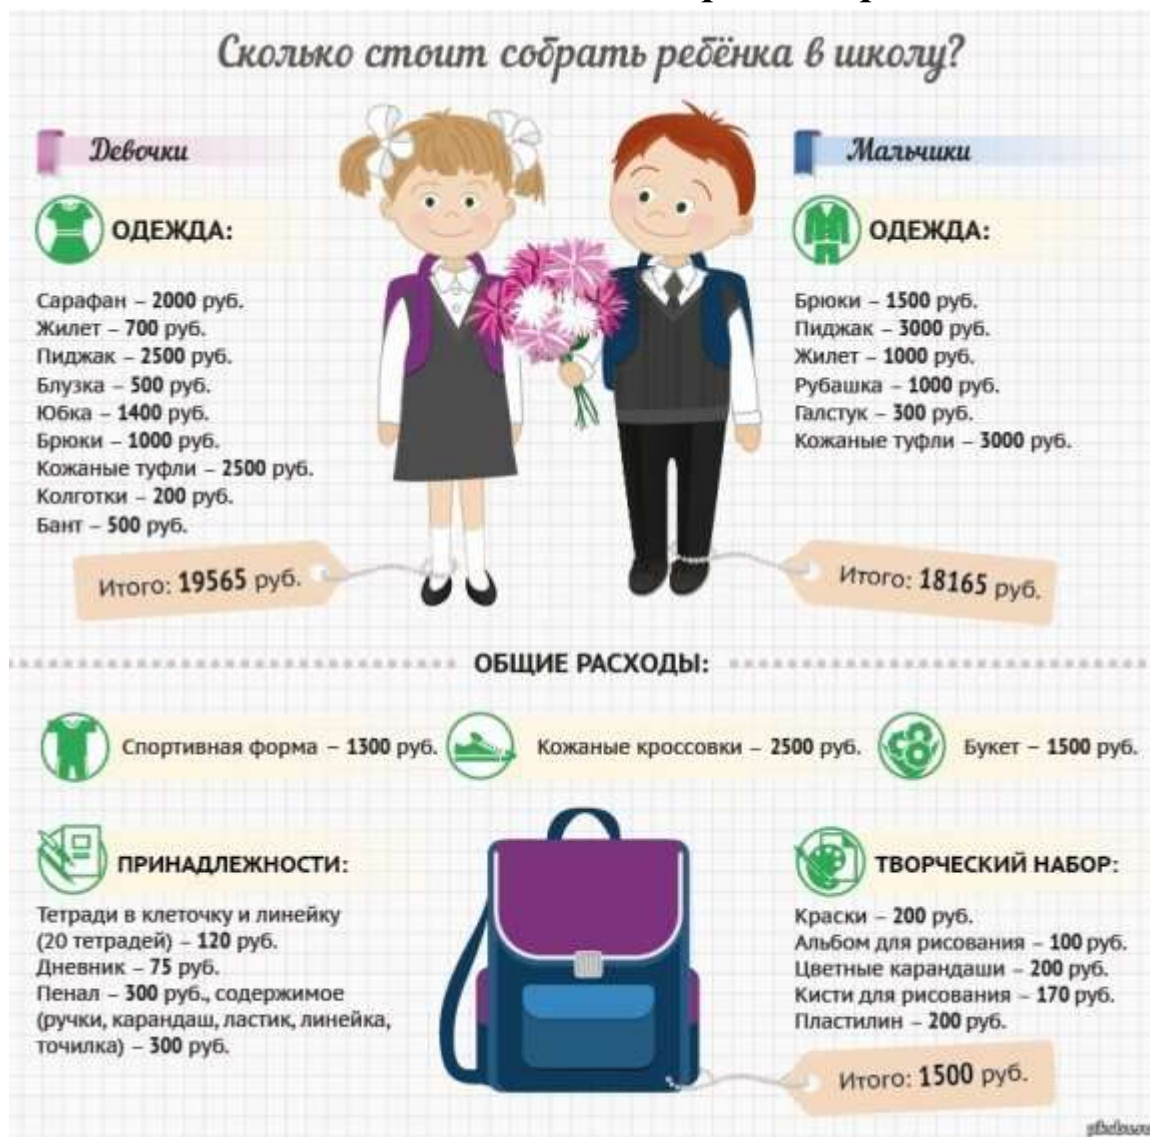 Сколько стоит собрать ребёнка в школу?
Девочки
ОДЕЖДА:
Сарафан – 2000 руб.
Жилет – 700 руб.
Пиджак – 2500 руб.
Блузка – 500 руб.
Юбка – 1400 руб.
Брюки – 1000 руб.
Кожаные туфли – 2500 руб.
Колготки – 200 руб.
Бант – 500 руб.
Итого: 19565 руб.
Мальчики
ОДЕЖДА:
Брюки – 1500 руб.
Пиджак – 3000 руб.
Жилет – 1000 руб.
Рубашка – 1000 руб.
Галстук – 300 руб.
Кожаные туфли – 3000 руб.
Итого: 18165 руб.
ОБЩИЕ РАСХОДЫ:
Спортивная форма – 1300 руб.
Кожаные кроссовки – 2500 руб.
Букет – 1500 руб.
ПРИНАДЛЕЖНОСТИ:
Тетради в клеточку и линейку
(20 тетрадей) – 120 руб.
Дневник – 75 руб.
Пенал – 300 руб., содержимое
(ручки, карандаш, ластик, линейка,
точилка) – 300 руб.
ТВОРЧЕСКИЙ НАБОР:
Краски – 200 руб.
Альбом для рисования – 100 руб.
Цветные карандаши – 200 руб.
Кисти для рисования – 170 руб.
Пластилин – 200 руб.
Итого: 1500 руб.